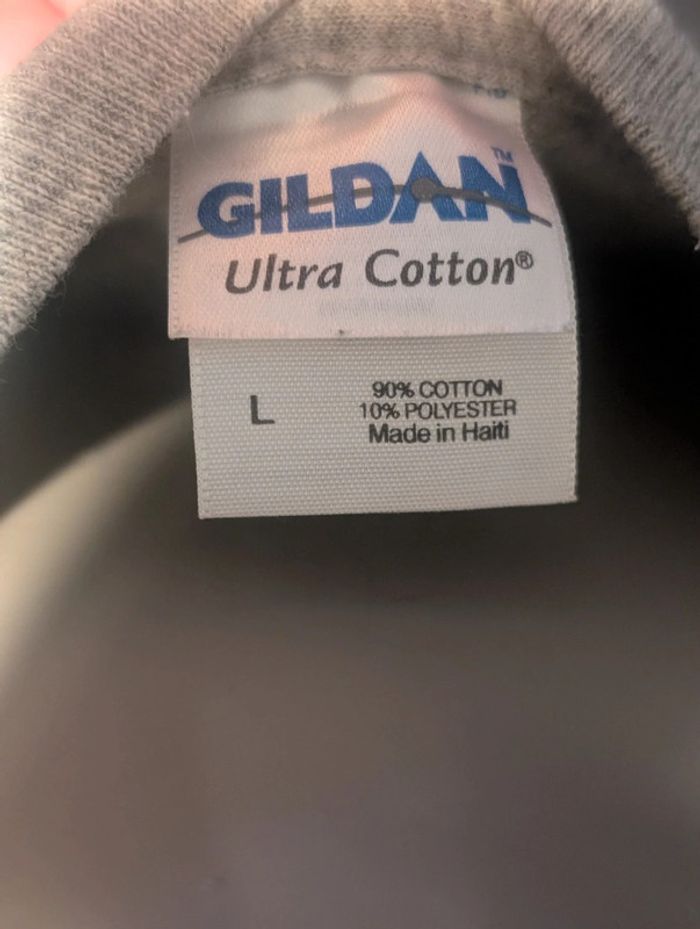 GILDAN™
Ultra Cotton®
L
90% COTTON
10% POLYESTER
Made in Haiti